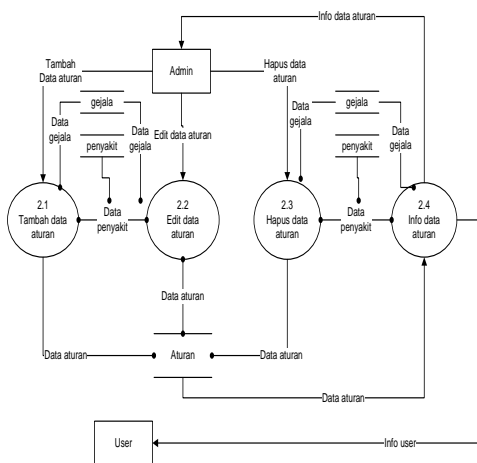 Info data aturan
Tambah
Data aturan
Admin
Hapus data
aturan
gejala
Data
gejala
Data
gejala
Edit data aturan
penyakit
gejala
Data
gejala
Data
gejala
penyakit
2.1
Tambah data
aturan
Data
penyakit
2.2
Edit data
aturan
2.3
Hapus data
aturan
Data
penyakit
2.4
Info data
aturan
Data aturan
Data aturan
Aturan
Data aturan
Data aturan
User
Info user